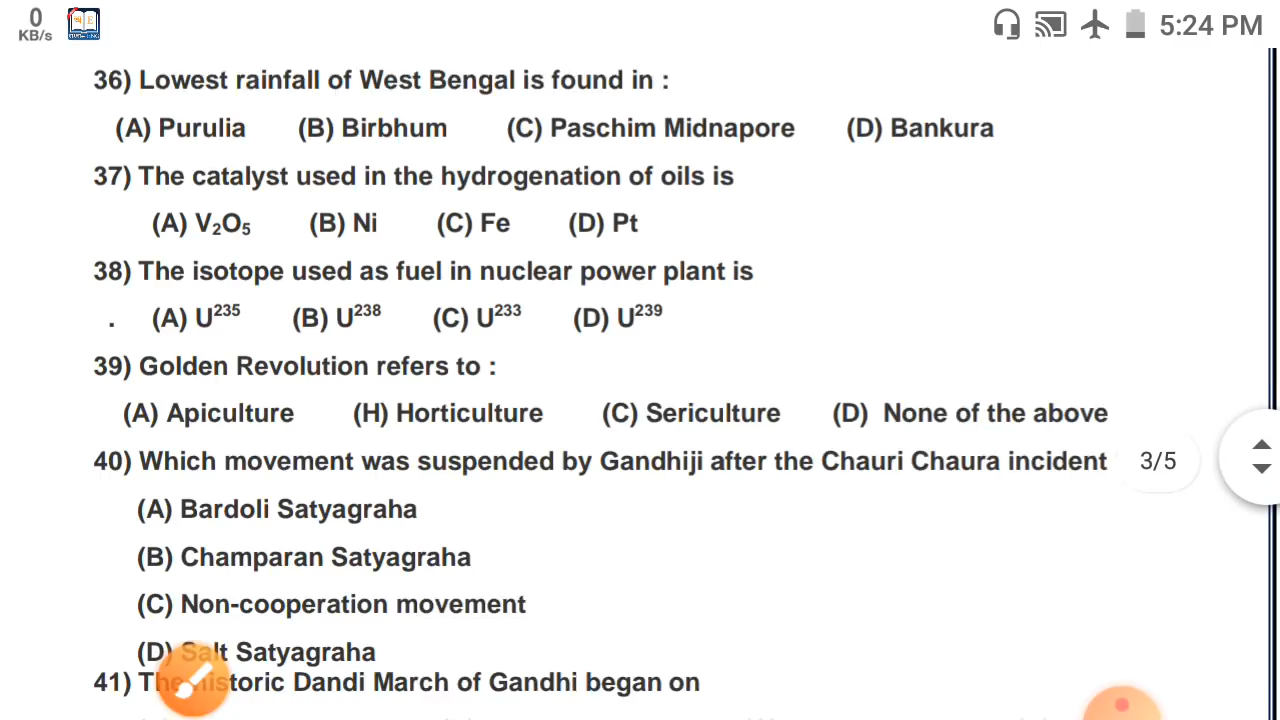 0
KB/s
5:24 PM
36) Lowest rainfall of West Bengal is found in :
(A) Purulia (B) Birbhum (C) Paschim Midnapore (D) Bankura
37) The catalyst used in the hydrogenation of oils is
(A) V₂O₅ (B) Ni (C) Fe (D) Pt
38) The isotope used as fuel in nuclear power plant is
. (A) U²³⁵ (B) U²³⁸ (C) U²³³ (D) U²³⁹
39) Golden Revolution refers to :
(A) Apiculture (H) Horticulture (C) Sericulture (D) None of the above
40) Which movement was suspended by Gandhiji after the Chauri Chaura incident
3/5
(A) Bardoli Satyagraha
(B) Champaran Satyagraha
(C) Non-cooperation movement
(D) Salt Satyagraha
41) The historic Dandi March of Gandhi began on